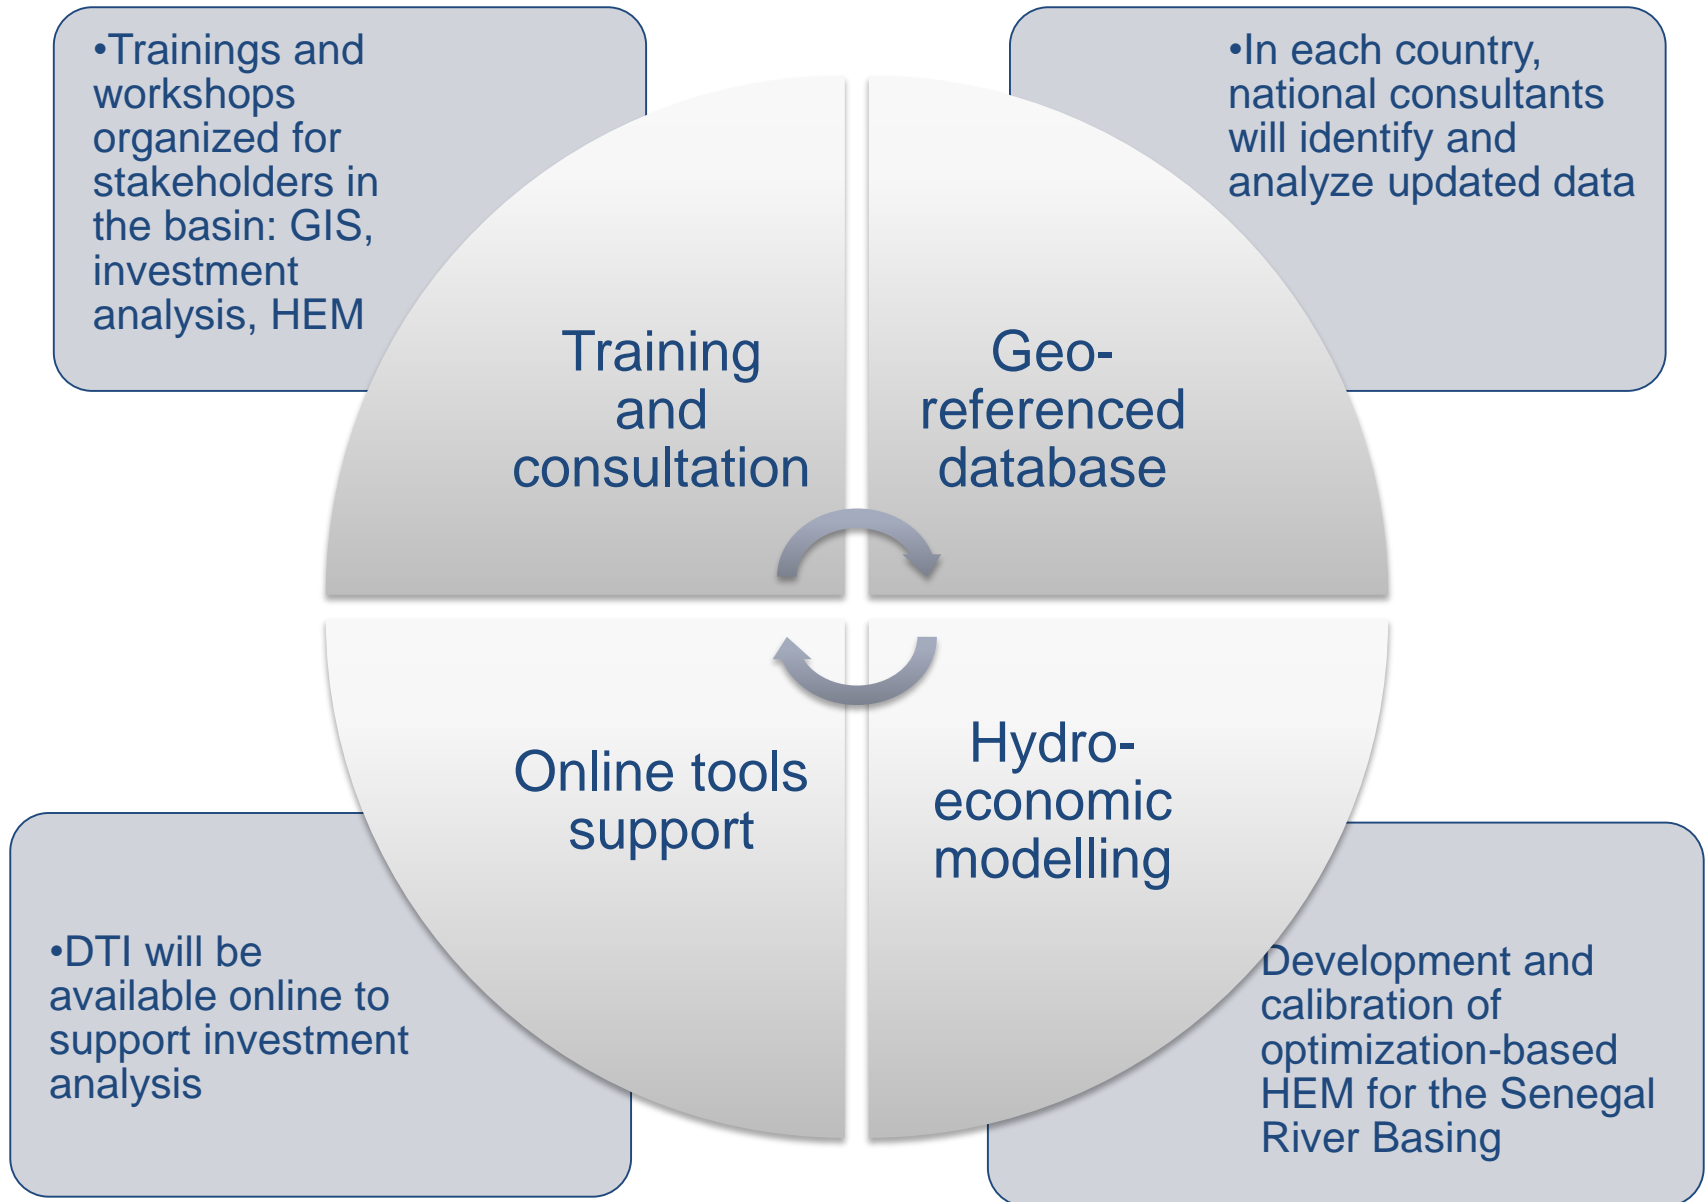 •Trainings and
workshops
organized for
stakeholders in
the basin: GIS,
investment
analysis, HEM
•In each country,
national consultants
will identify and
analyze updated data
Training
and
consultation
Geo-
referenced
database
Online tools
support
Hydro-
economic
modelling
•DTI will be
available online to
support investment
analysis
Development and
calibration of
optimization-based
HEM for the Senegal
River Basing